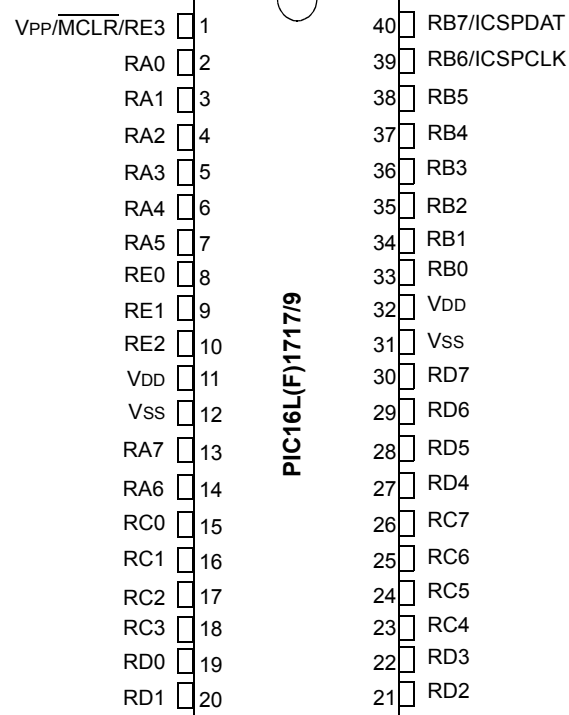 VPP/MCLR/RE3 1 40 RB7/ICSPDAT
RA0 2 39 RB6/ICSPCLK
RA1 3 38 RB5
RA2 4 37 RB4
RA3 5 36 RB3
RA4 6 35 RB2
RA5 7 34 RB1
RE0 8 33 RB0
RE1 9 32 VDD
RE2 10 31 VSS
VDD 11 30 RD7
VSS 12 29 RD6
RA7 13 28 RD5
RA6 14 27 RD4
RC0 15 26 RC7
RC1 16 25 RC6
RC2 17 24 RC5
RC3 18 23 RC4
RD0 19 22 RD3
RD1 20 21 RD2
PIC16L(F)1717/9